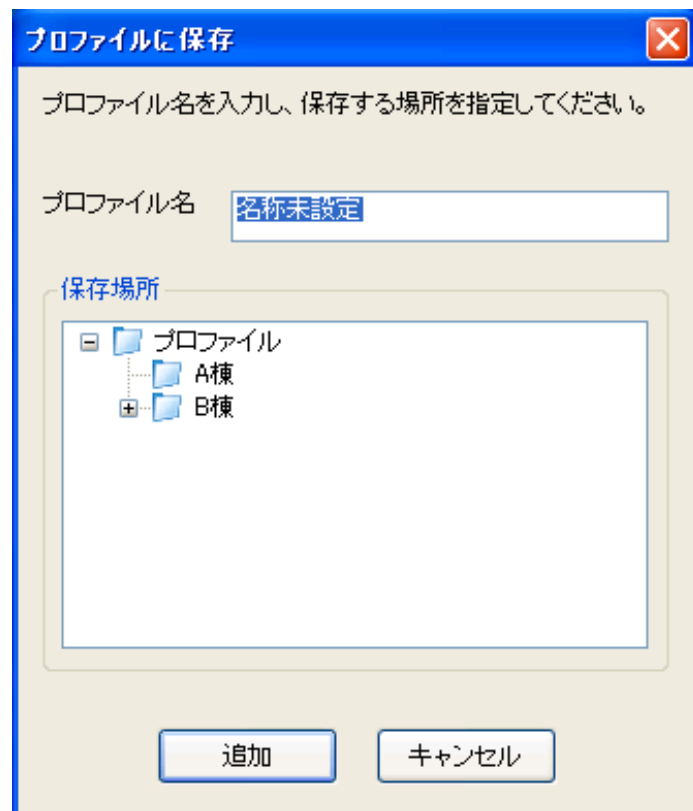 プロファイルに保存
プロファイル名を入力し、保存する場所を指定してください。
プロファイル名 名称未設定
保存場所
プロファイル
A棟
B棟
追加 キャンセル